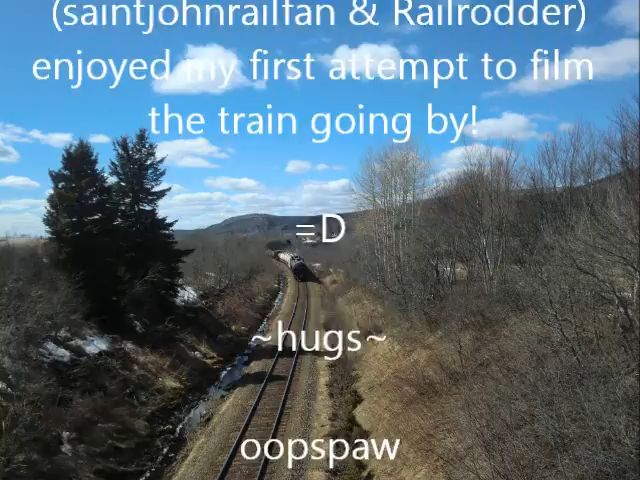 (saintjohnrailfan & Railrodder)
enjoyed my first attempt to film
the train going by!
=D
~hugs~
oopspaw